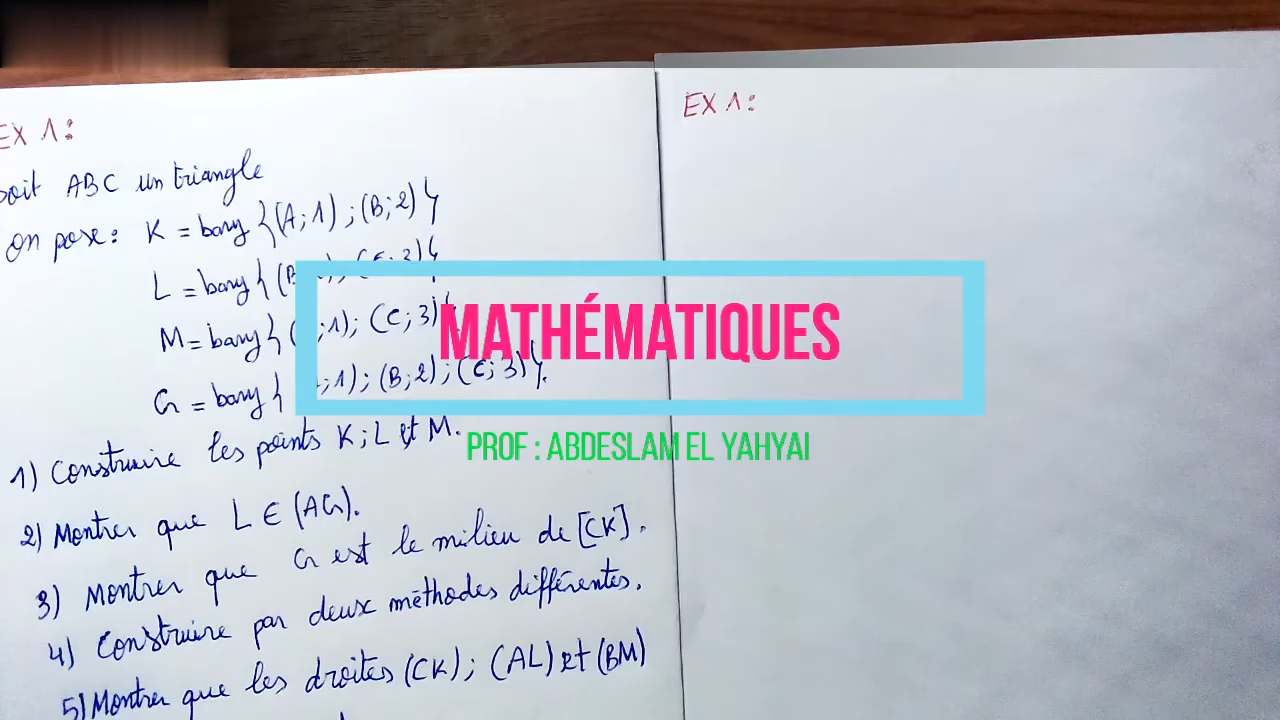 EX 1:
Soit ABC un triangle
On pose: K = bary {(A; 1) ; (B; 2)}
L = bary {(B
M = bary { ;1); (C; 3)}
G = bary { ;1) ; (B; 2) ; (C; 3)}.
1) Construire les points K; L et M.
2) Montrer que L ∈ (AG).
3) Montrer que G est le milieu de [CK].
4) Construire par deux méthodes différentes.
5) Montrer que les droites (CK) ; (AL) et (BM)
EX 1:
MATHÉMATIQUES
PROF : ABDESLAM EL YAHYAI